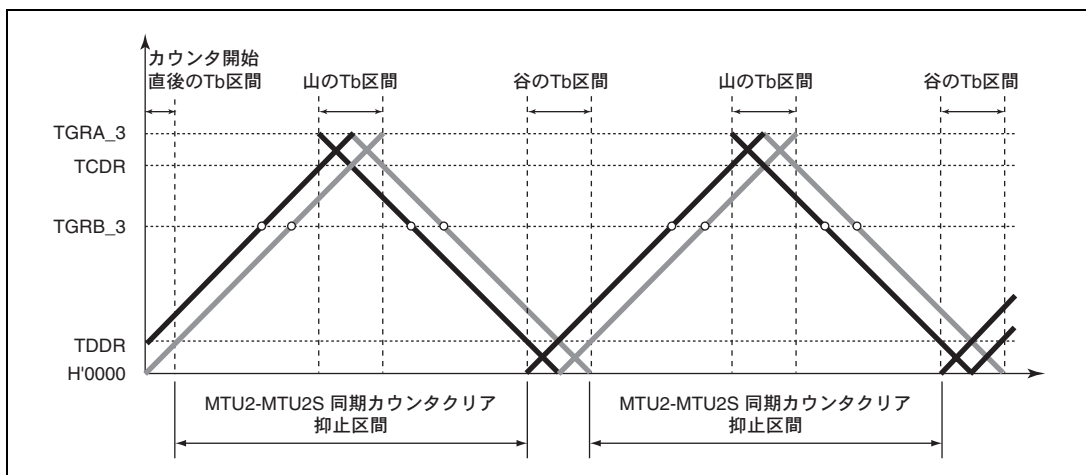 カウンタ開始
直後のTb区間
山のTb区間
谷のTb区間
山のTb区間
谷のTb区間
TGRA_3
TCDR
TGRB_3
TDDR
H'0000
MTU2-MTU2S 同期カウンタクリア
抑止区間
MTU2-MTU2S 同期カウンタクリア
抑止区間